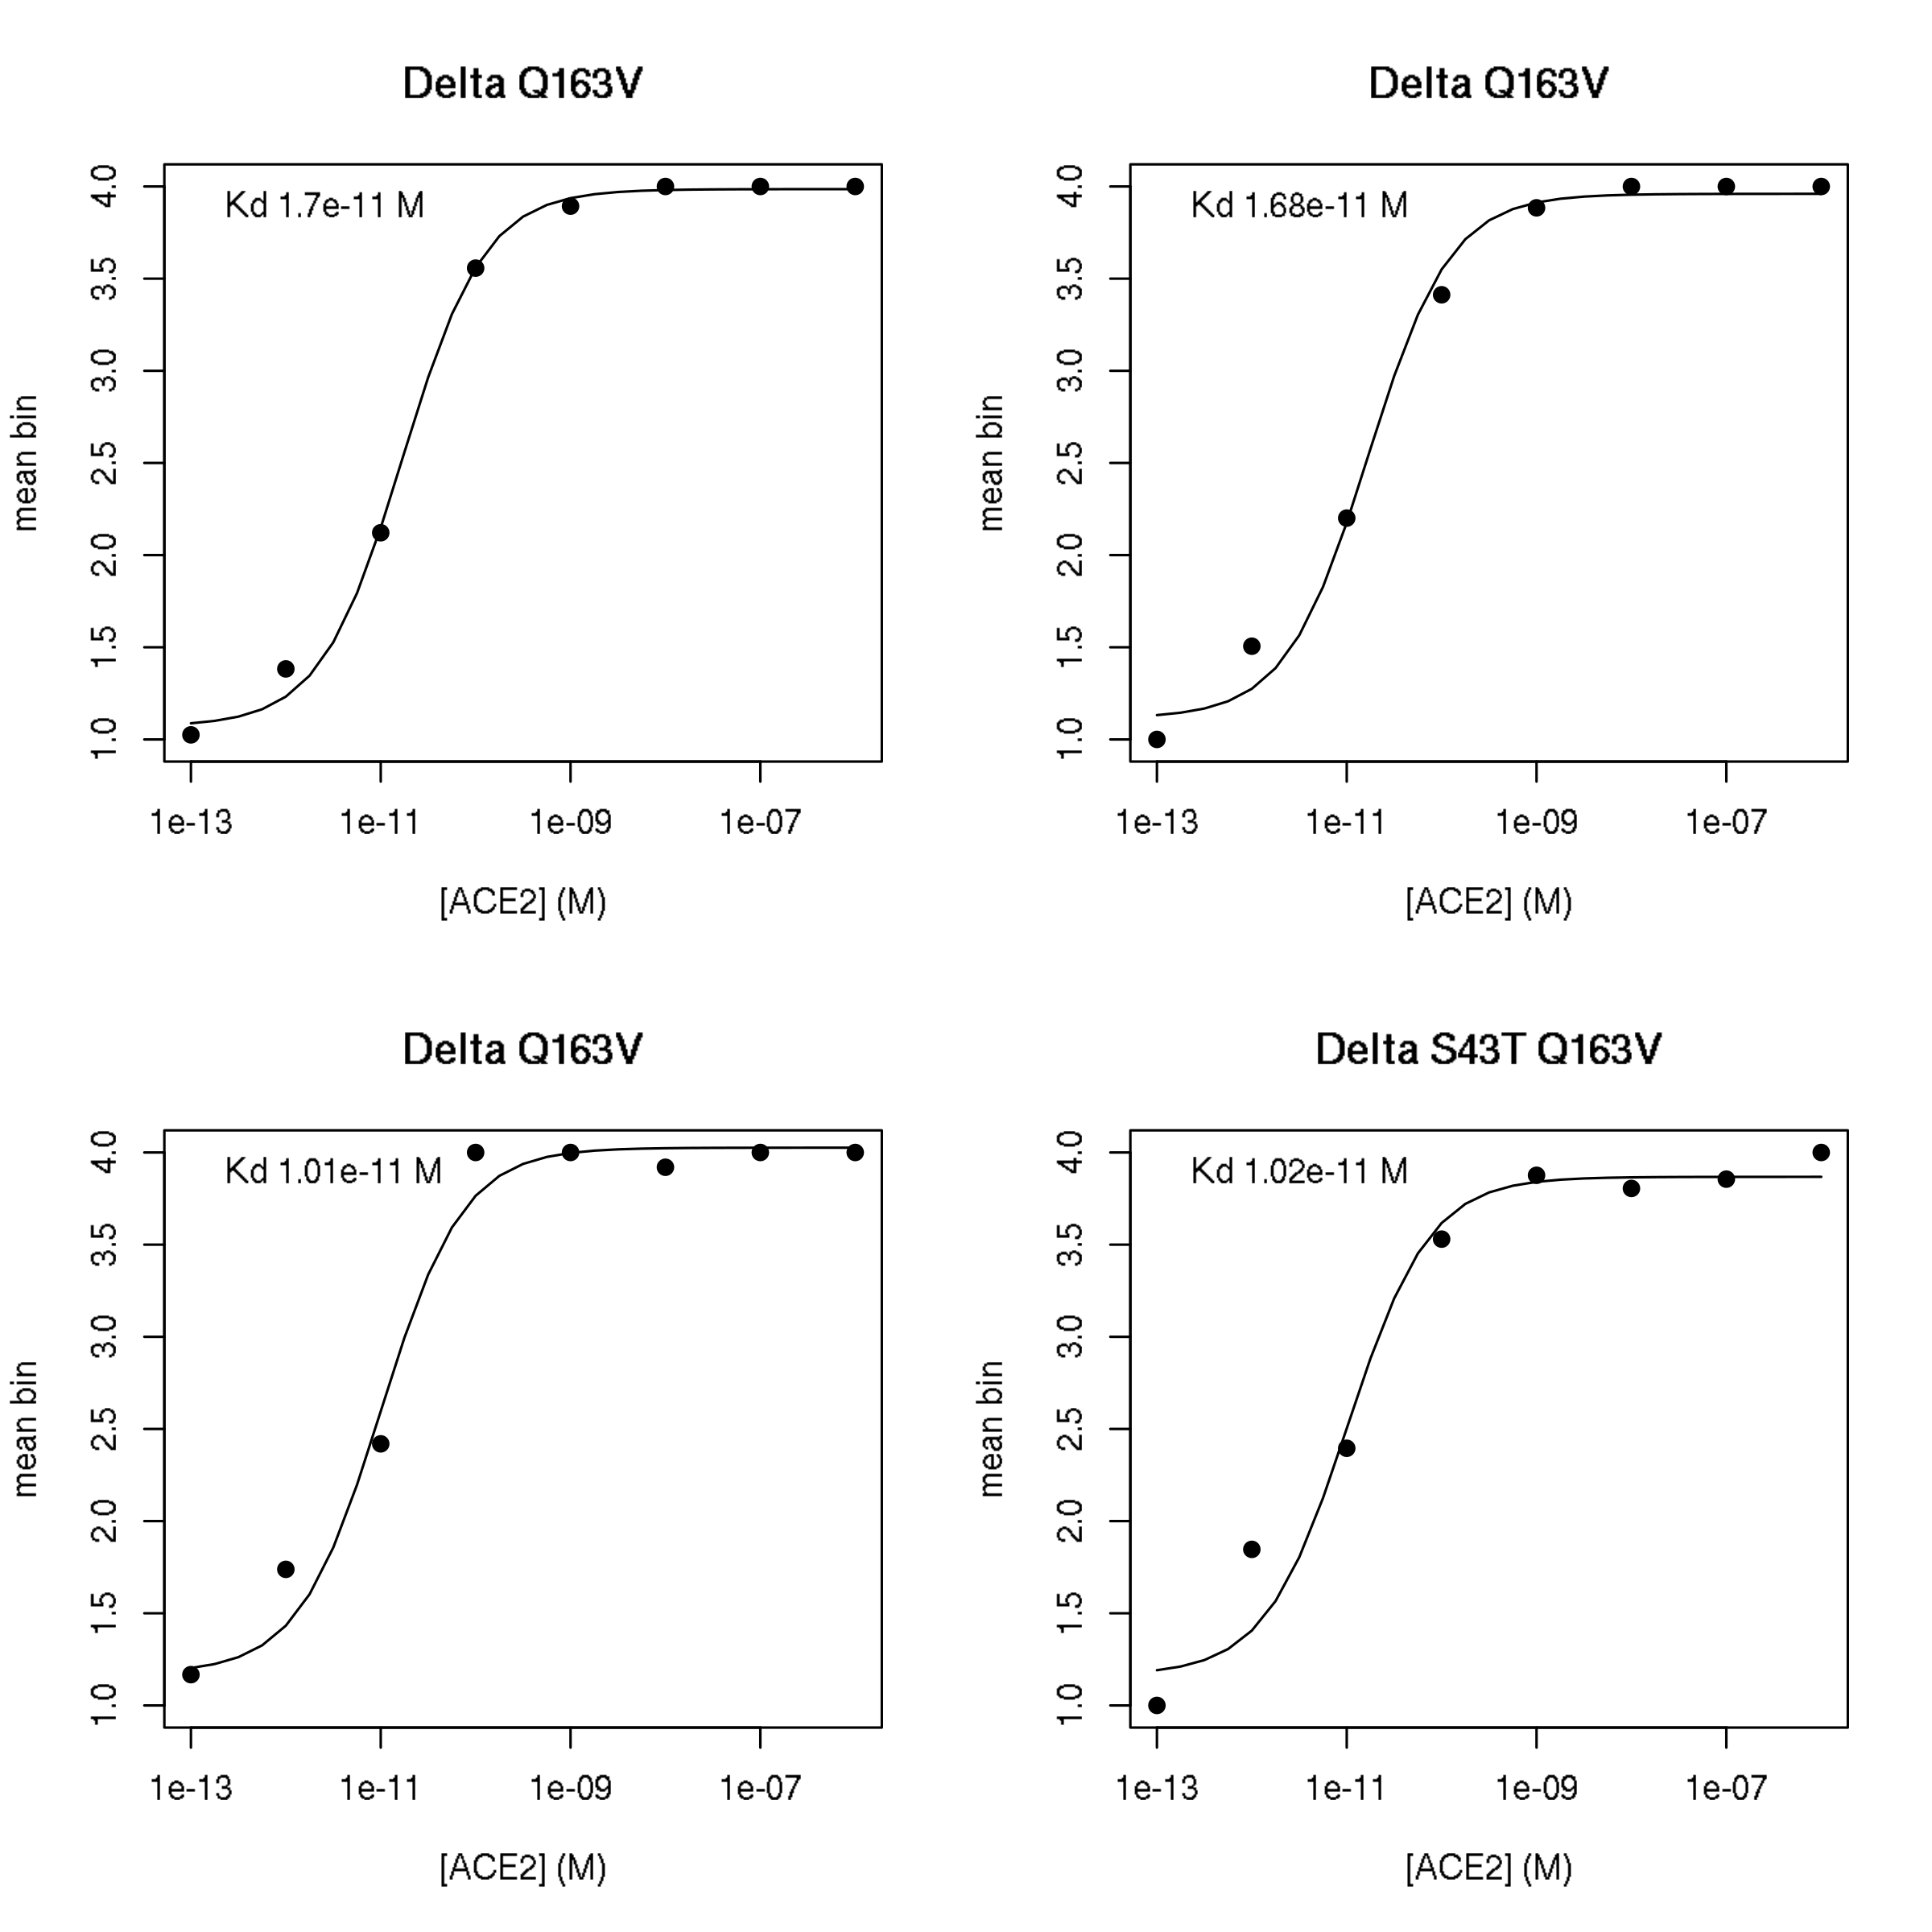 Delta Q163V
Kd 1.7e-11 M
mean bin
4.0
3.5
3.0
2.5
2.0
1.5
1.0
1e-13 1e-11 1e-09 1e-07
[ACE2] (M)
Delta Q163V
Kd 1.68e-11 M
mean bin
4.0
3.5
3.0
2.5
2.0
1.5
1.0
1e-13 1e-11 1e-09 1e-07
[ACE2] (M)
Delta Q163V
Kd 1.01e-11 M
mean bin
4.0
3.5
3.0
2.5
2.0
1.5
1.0
1e-13 1e-11 1e-09 1e-07
[ACE2] (M)
Delta S43T Q163V
Kd 1.02e-11 M
mean bin
4.0
3.5
3.0
2.5
2.0
1.5
1.0
1e-13 1e-11 1e-09 1e-07
[ACE2] (M)